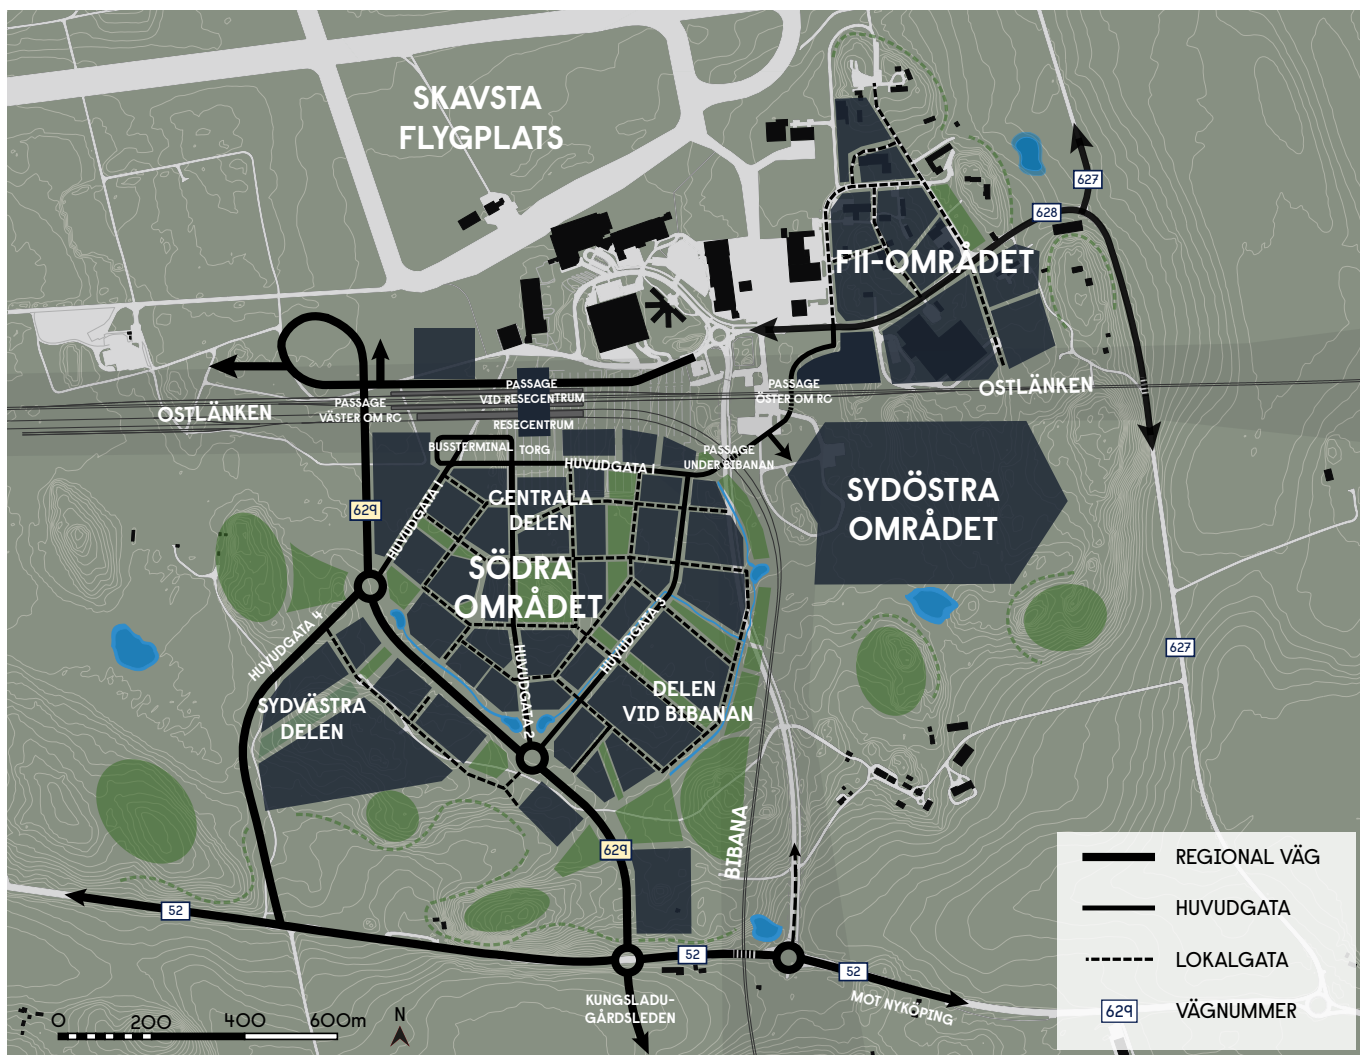 SKAVSTA
FLYGPLATS
627
628
FII-OMRÅDET
OSTLÄNKEN
PASSAGE
VÄSTER OM RC
PASSAGE
VID RESECENTRUM
RESECENTRUM
PASSAGE
ÖSTER OM RC
OSTLÄNKEN
BUSSTERMINAL
TORG
HUVUDGATA 1
PASSAGE
UNDER BIBANAN
HUVUDGATA 1
CENTRALA
DELEN
SYDÖSTRA
OMRÅDET
629
SÖDRA
OMRÅDET
HUVUDGATA 4
HUVUDGATA 3
HUVUDGATA 2
627
SYDVÄSTRA
DELEN
DELEN
VID BIBANAN
BIBANA
629
52
52
52
MOT NYKÖPING
KUNGSLADU-
GÅRDSLEDEN
0 200 400 600m
N
REGIONAL VÄG
HUVUDGATA
LOKALGATA
629 VÄGNUMMER